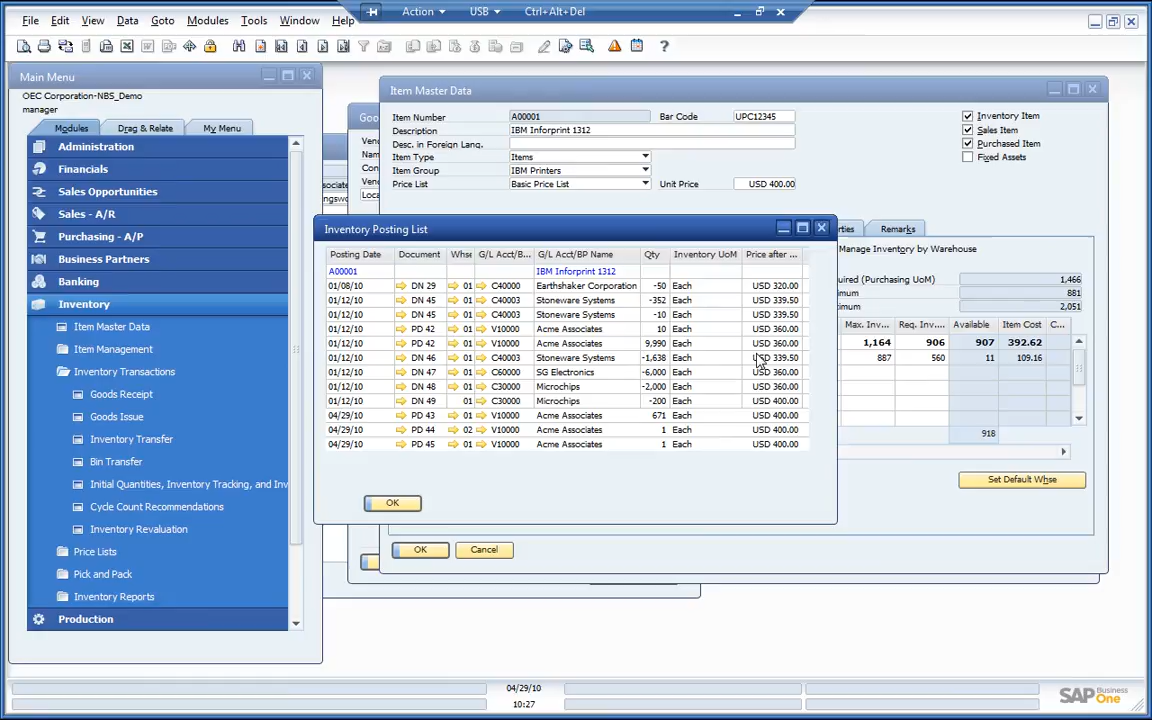 Action USB Ctrl+Alt+Del
File Edit View Data Goto Modules Tools Window Help
Main Menu
OEC Corporation-NBS_Demo
manager
Modules Drag & Relate My Menu
Administration
Financials
Sales Opportunities
Sales - A/R
Purchasing - A/P
Business Partners
Banking
Inventory
Item Master Data
Item Management
Inventory Transactions
Goods Receipt
Goods Issue
Inventory Transfer
Bin Transfer
Initial Quantities, Inventory Tracking, and Inv
Cycle Count Recommendations
Inventory Revaluation
Price Lists
Pick and Pack
Inventory Reports
Production
Item Master Data
Item Number A00001 Bar Code UPC12345
Description IBM Inforprint 1312
Desc. in Foreign Lang.
Item Type Items
Item Group IBM Printers
Price List Basic Price List Unit Price USD 400.00
Inventory Item
Sales Item
Purchased Item
Fixed Assets
Remarks
Manage Inventory by Warehouse
(Purchasing UoM) 1,466
881
2,051
Max. Inv... Req. Inv... Available Item Cost C...
1,164 906 907 392.62
887 560 11 109.16
918
Set Default Whse
OK Cancel
Inventory Posting List
Posting Date Document Whse G/L Acct/B... G/L Acct/BP Name Qty Inventory UoM Price after ...
A00001 IBM Inforprint 1312
01/08/10 DN 29 01 C40000 Earthshaker Corporation -50 Each USD 320.00
01/12/10 DN 45 01 C40003 Stoneware Systems -352 Each USD 339.50
01/12/10 DN 45 01 C40003 Stoneware Systems -10 Each USD 339.50
01/12/10 PD 42 01 V10000 Acme Associates 10 Each USD 360.00
01/12/10 PD 42 01 V10000 Acme Associates 9,990 Each USD 360.00
01/12/10 DN 46 01 C40003 Stoneware Systems -1,638 Each USD 339.50
01/12/10 DN 47 01 C60000 SG Electronics -6,000 Each USD 360.00
01/12/10 DN 48 01 C30000 Microchips -2,000 Each USD 360.00
01/12/10 DN 49 01 C30000 Microchips -200 Each USD 400.00
04/29/10 PD 43 01 V10000 Acme Associates 671 Each USD 400.00
04/29/10 PD 44 02 V10000 Acme Associates 1 Each USD 400.00
04/29/10 PD 45 01 V10000 Acme Associates 1 Each USD 400.00
OK
04/29/10
10:27
SAP Business One